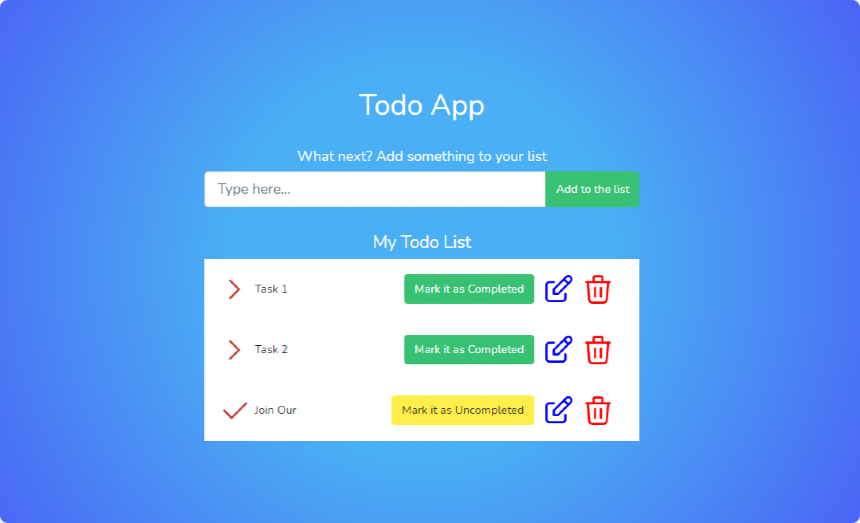 Todo App
What next? Add something to your list
Type here... Add to the list
My Todo List
Task 1 Mark it as Completed
Task 2 Mark it as Completed
Join Our Mark it as Uncompleted